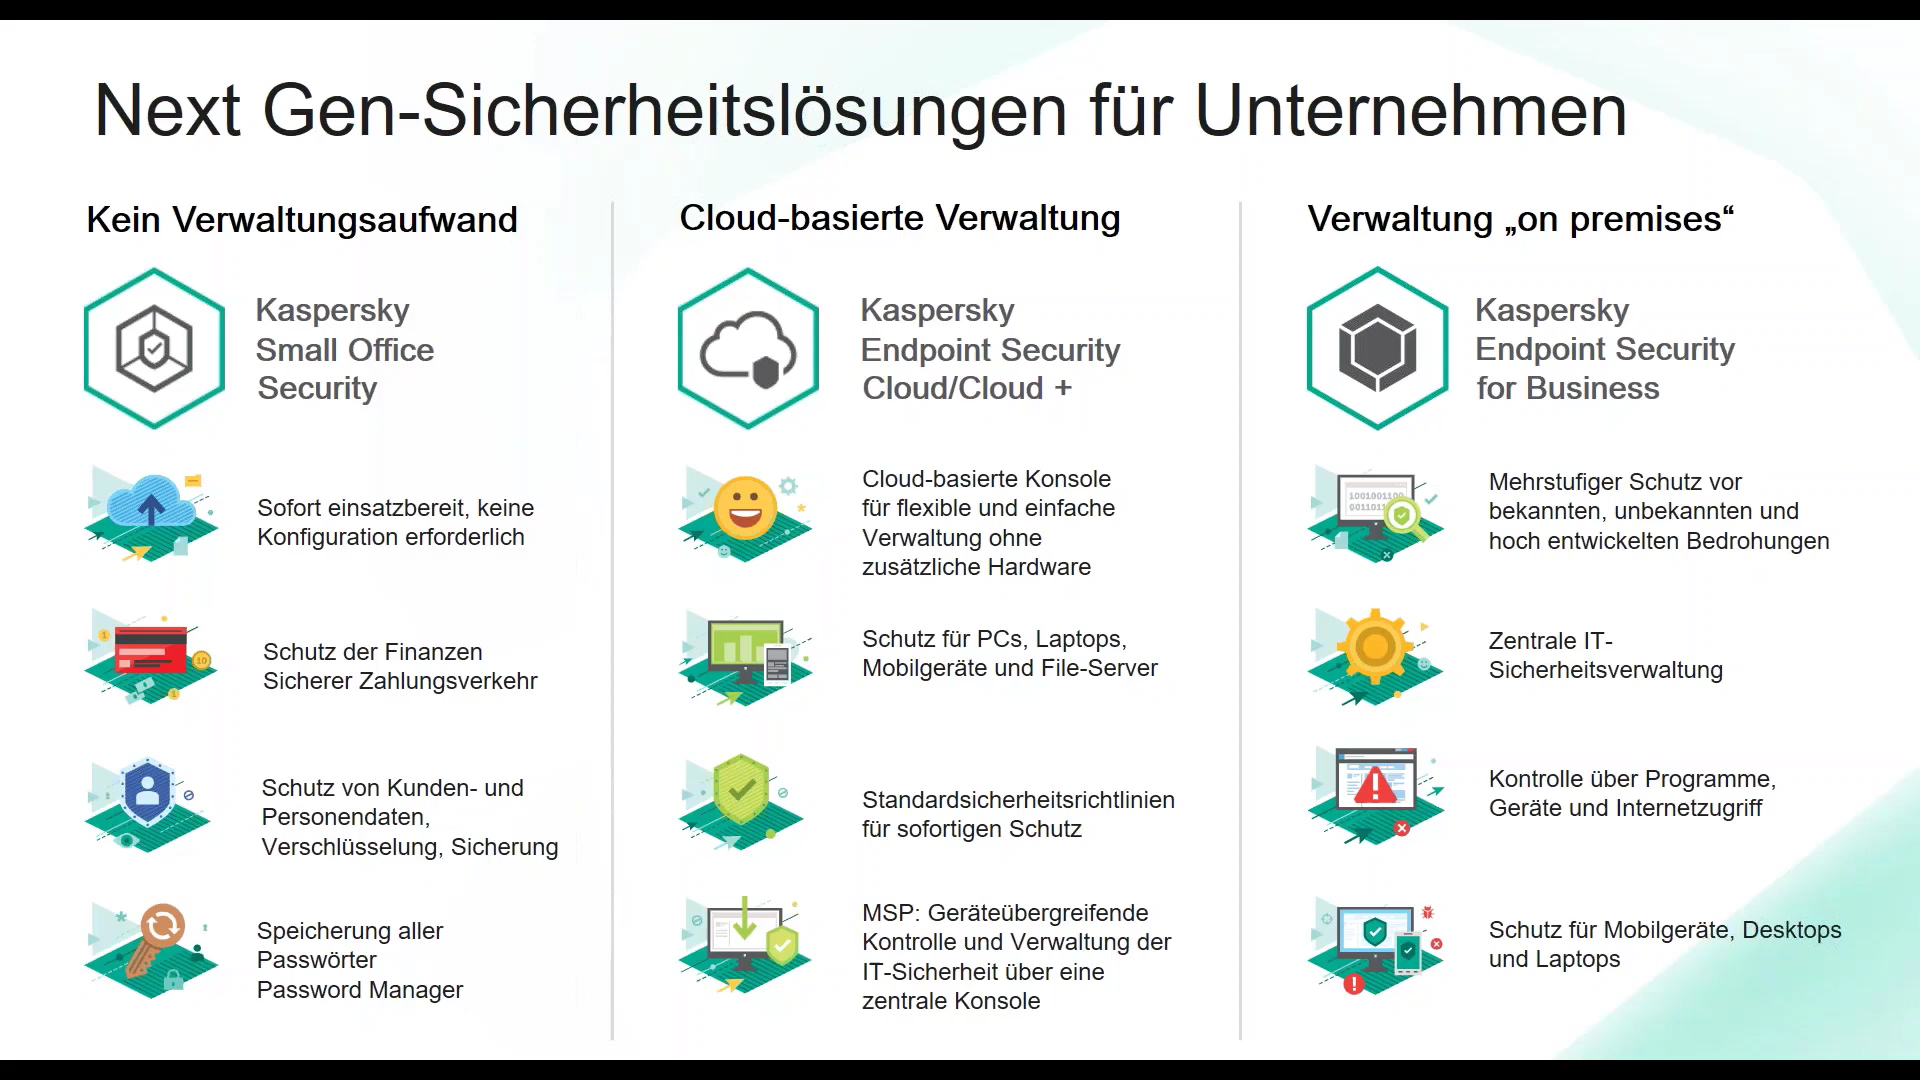 Next Gen-Sicherheitslösungen für Unternehmen
Kein Verwaltungsaufwand
Kaspersky
Small Office
Security
Sofort einsatzbereit, keine
Konfiguration erforderlich
Schutz der Finanzen
Sicherer Zahlungsverkehr
Schutz von Kunden- und
Personendaten,
Verschlüsselung, Sicherung
Speicherung aller
Passwörter
Password Manager
Cloud-basierte Verwaltung
Kaspersky
Endpoint Security
Cloud/Cloud +
Cloud-basierte Konsole
für flexible und einfache
Verwaltung ohne
zusätzliche Hardware
Schutz für PCs, Laptops,
Mobilgeräte und File-Server
Standardsicherheitsrichtlinien
für sofortigen Schutz
MSP: Geräteübergreifende
Kontrolle und Verwaltung der
IT-Sicherheit über eine
zentrale Konsole
Verwaltung „on premises“
Kaspersky
Endpoint Security
for Business
Mehrstufiger Schutz vor
bekannten, unbekannten und
hoch entwickelten Bedrohungen
Zentrale IT-
Sicherheitsverwaltung
Kontrolle über Programme,
Geräte und Internetzugriff
Schutz für Mobilgeräte, Desktops
und Laptops